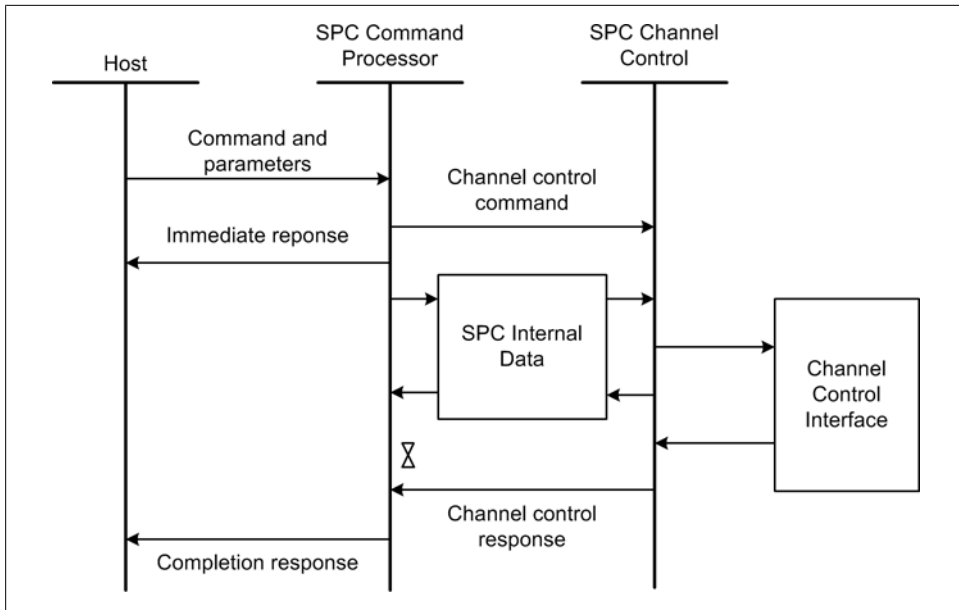 Host
SPC Command
Processor
SPC Channel
Control
Command and
parameters
Channel control
command
Immediate reponse
SPC Internal
Data
Channel
Control
Interface
Channel control
response
Completion response